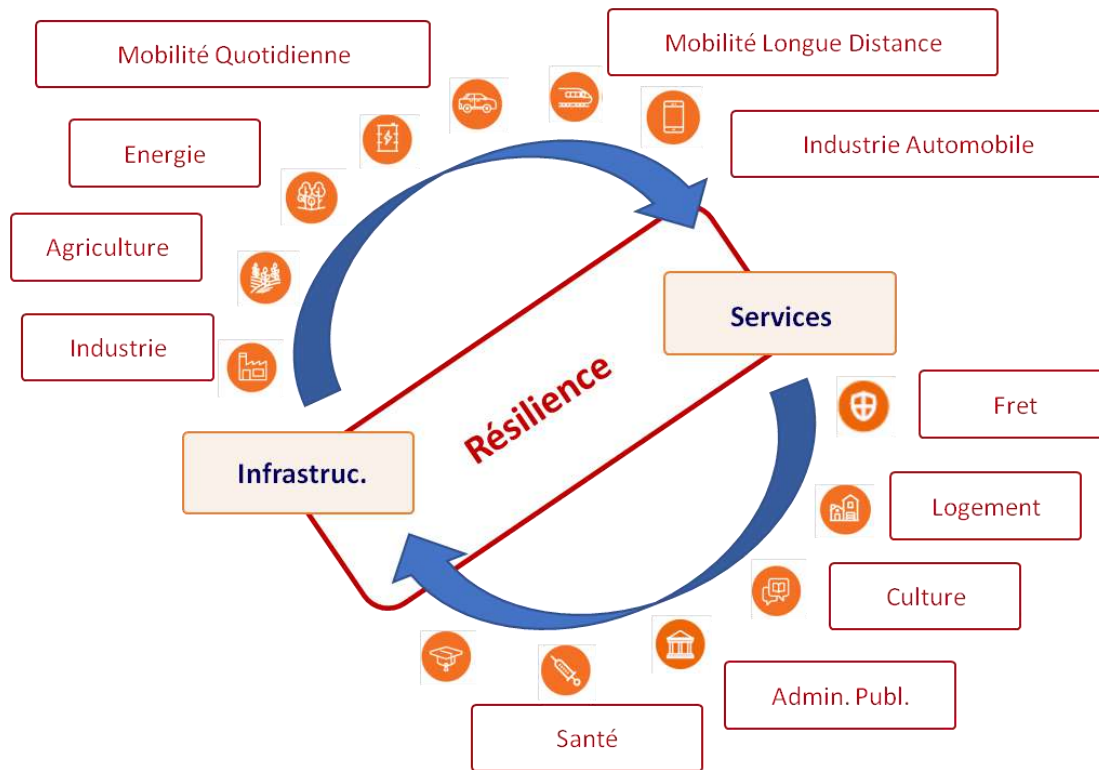 Mobilité Quotidienne
Mobilité Longue Distance
Energie
Industrie Automobile
Agriculture
Services
Industrie
Résilience
Fret
Infrastruc.
Logement
Culture
Admin. Publ.
Santé